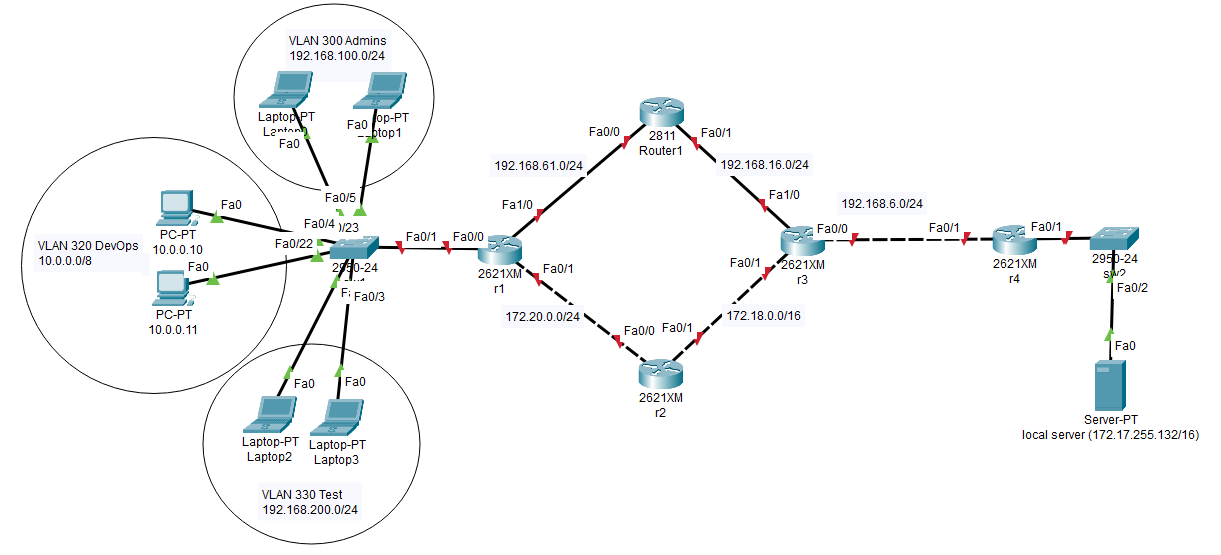 VLAN 300 Admins
192.168.100.0/24
Laptop-PT
Fa0
Fa0
op-PT
ptop1
Fa0/5
Fa0/4
/23
Fa0/22
Fa0/3
2950-24
VLAN 320 DevOps
10.0.0.0/8
Fa0
PC-PT
10.0.0.10
Fa0
PC-PT
10.0.0.11
Fa0
Fa0
Laptop-PT
Laptop2
Laptop-PT
Laptop3
VLAN 330 Test
192.168.200.0/24
Fa0/1
Fa0/0
Fa1/0
Fa0/1
2621XM
r1
192.168.61.0/24
Fa0/0
Fa0/1
2811
Router1
192.168.16.0/24
Fa1/0
172.20.0.0/24
Fa0/0
Fa0/1
2621XM
r2
172.18.0.0/16
Fa0/1
Fa0/0
2621XM
r3
192.168.6.0/24
Fa0/1
Fa0/1
2621XM
r4
2950-24
sw2
Fa0/2
Fa0
Server-PT
local server (172.17.255.132/16)